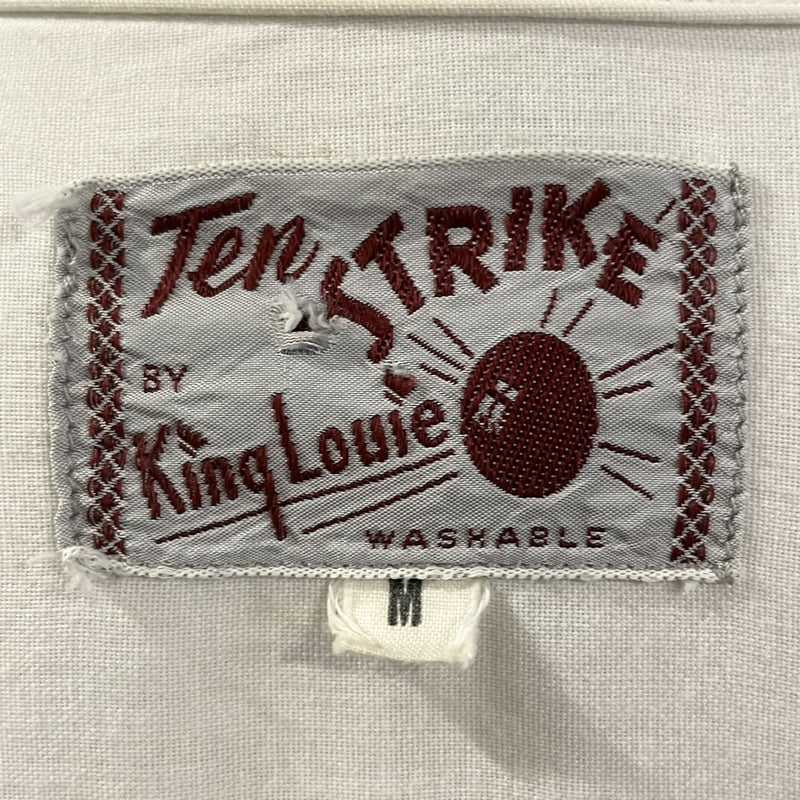 Ten STRIKE
BY
King Louie
WASHABLE
M